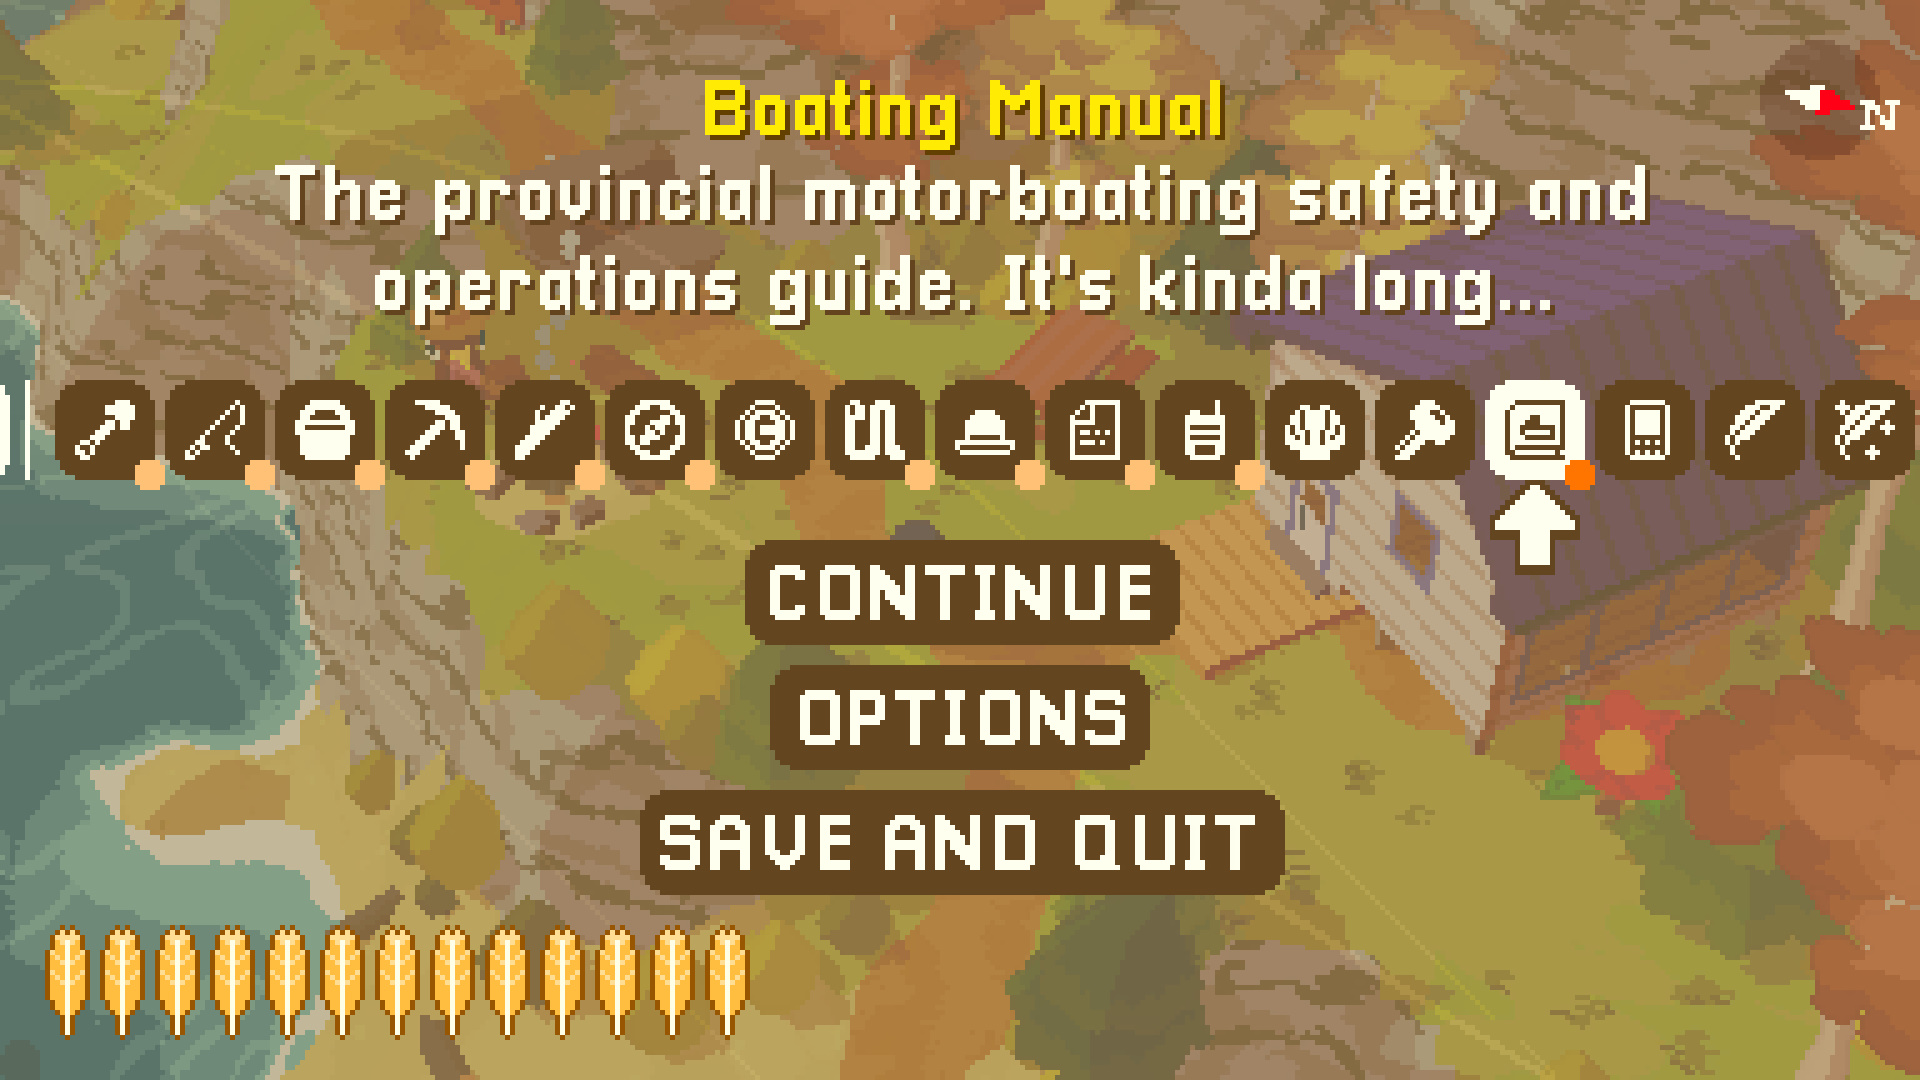 Boating Manual
N
The provincial motorboating safety and
operations guide. It's kinda long...
CONTINUE
OPTIONS
SAVE AND QUIT